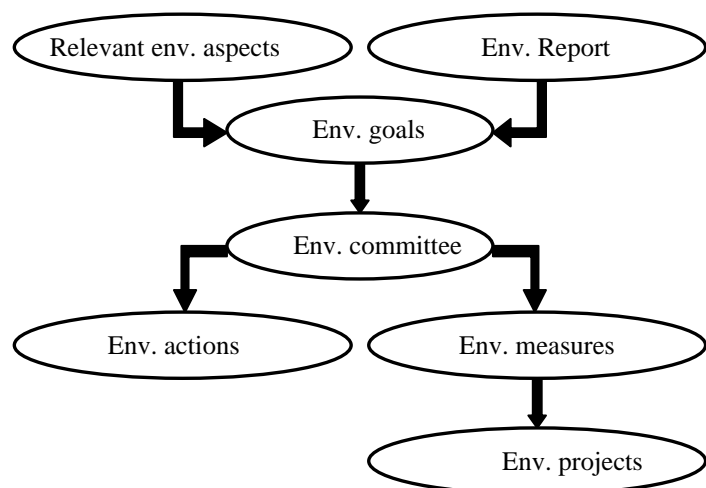 Relevant env. aspects
Env. Report
Env. goals
Env. committee
Env. actions
Env. measures
Env. projects